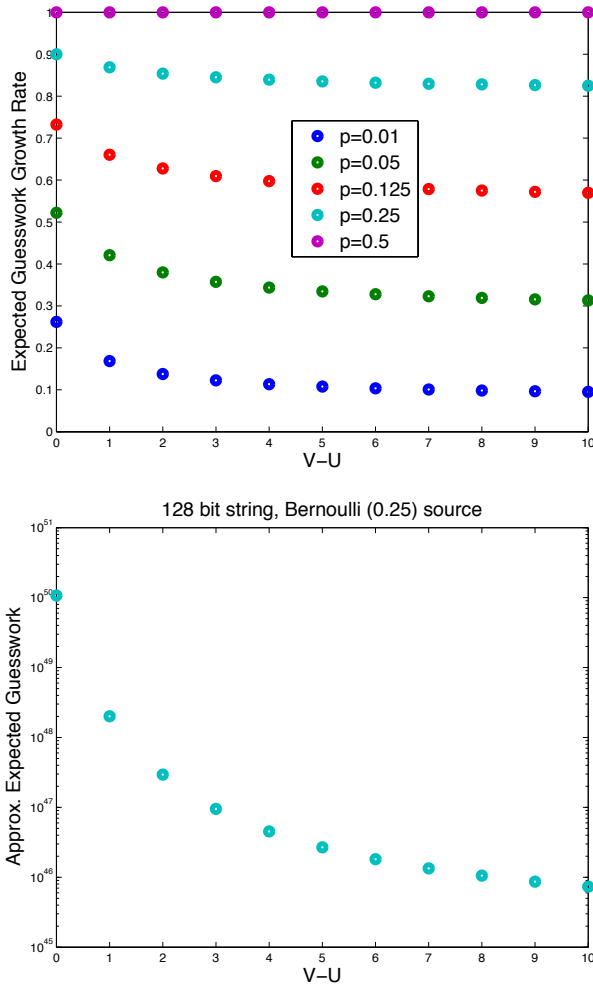 1
0.9
0.8
0.7
0.6
0.5
0.4
0.3
0.2
0.1
0
Expected Guesswork Growth Rate
p=0.01
p=0.05
p=0.125
p=0.25
p=0.5
0 1 2 3 4 5 6 7 8 9 10
V−U
128 bit string, Bernoulli (0.25) source
10^51
10^50
10^49
10^48
10^47
10^46
10^45
Approx. Expected Guesswork
0 1 2 3 4 5 6 7 8 9 10
V−U